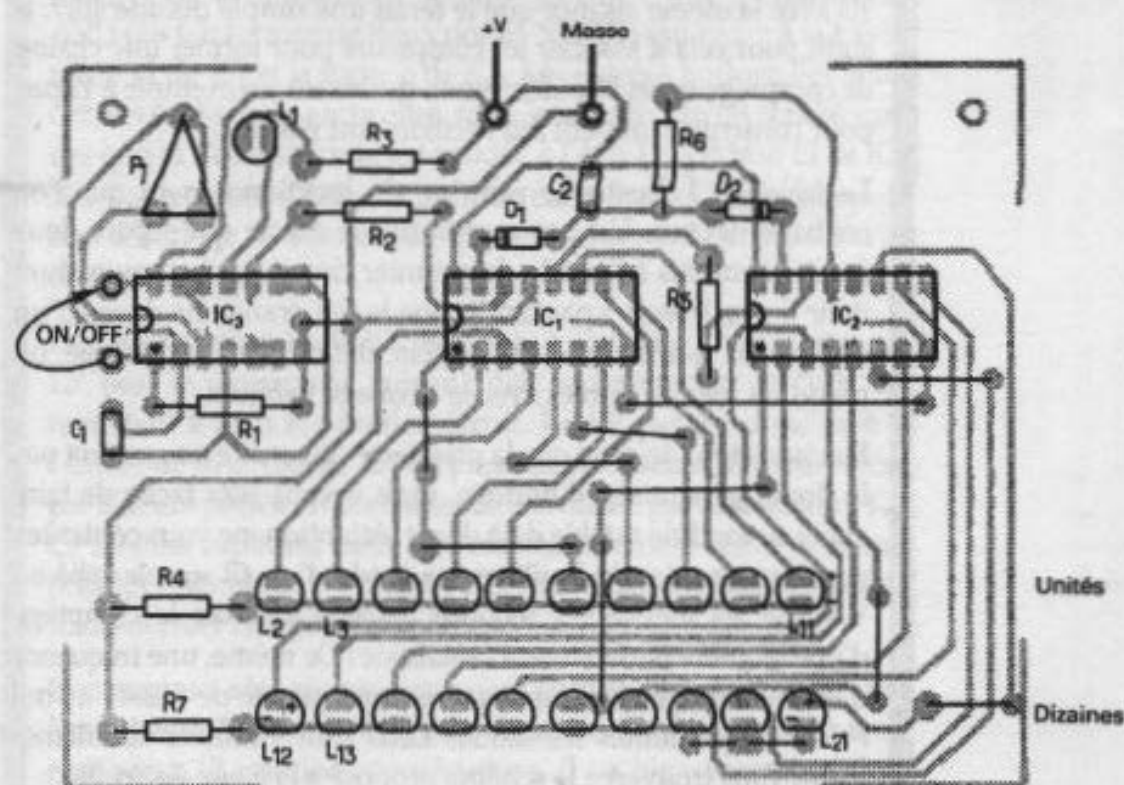 +V Masse
L1
R3
R6
P1
C2
D2
D1
R2
R5
IC3
IC1
IC2
ON/OFF
C1
R1
R4
Unités
L2 L3 L11
R7
Dizaines
L12 L13 L21